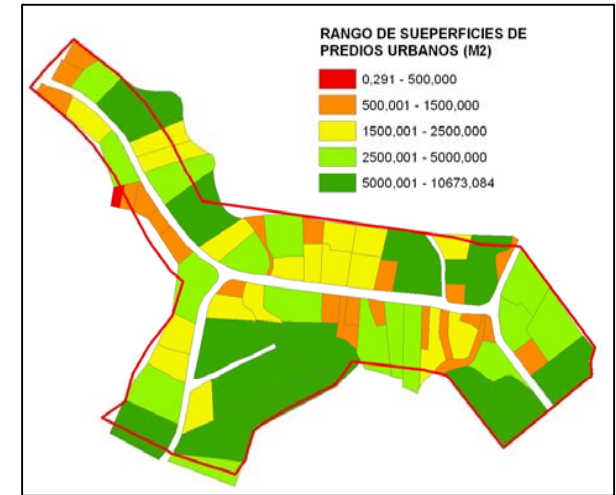 RANGO DE SUEPERFICIES DE
PREDIOS URBANOS (M2)
0,291 - 500,000
500,001 - 1500,000
1500,001 - 2500,000
2500,001 - 5000,000
5000,001 - 10673,084